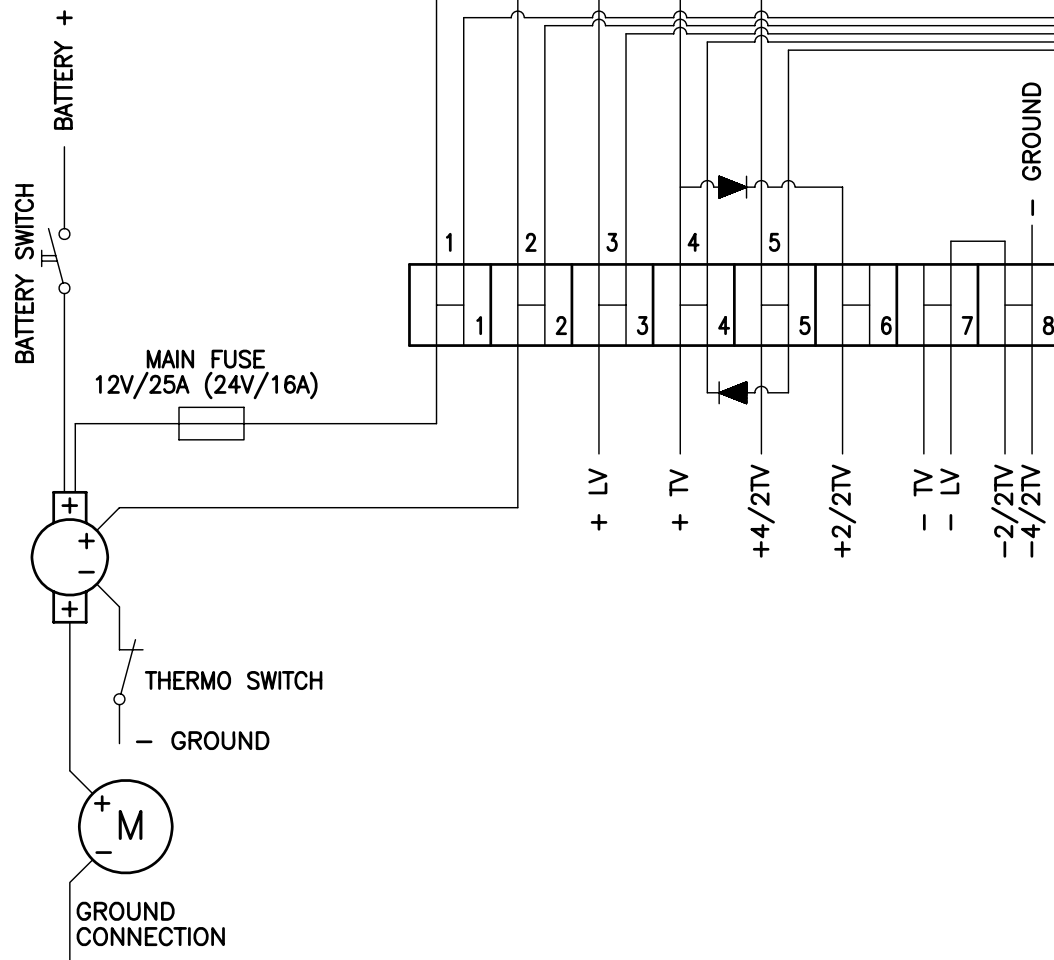 BATTERY +
BATTERY SWITCH
– GROUND
1 2 3 4 5
1 2 3 4 5 6 7 8
MAIN FUSE
12V/25A (24V/16A)
+ LV
+ TV
+4/2TV
+2/2TV
– TV
– LV
–2/2TV
–4/2TV
+
+
–
+
THERMO SWITCH
– GROUND
+
M
–
GROUND
CONNECTION